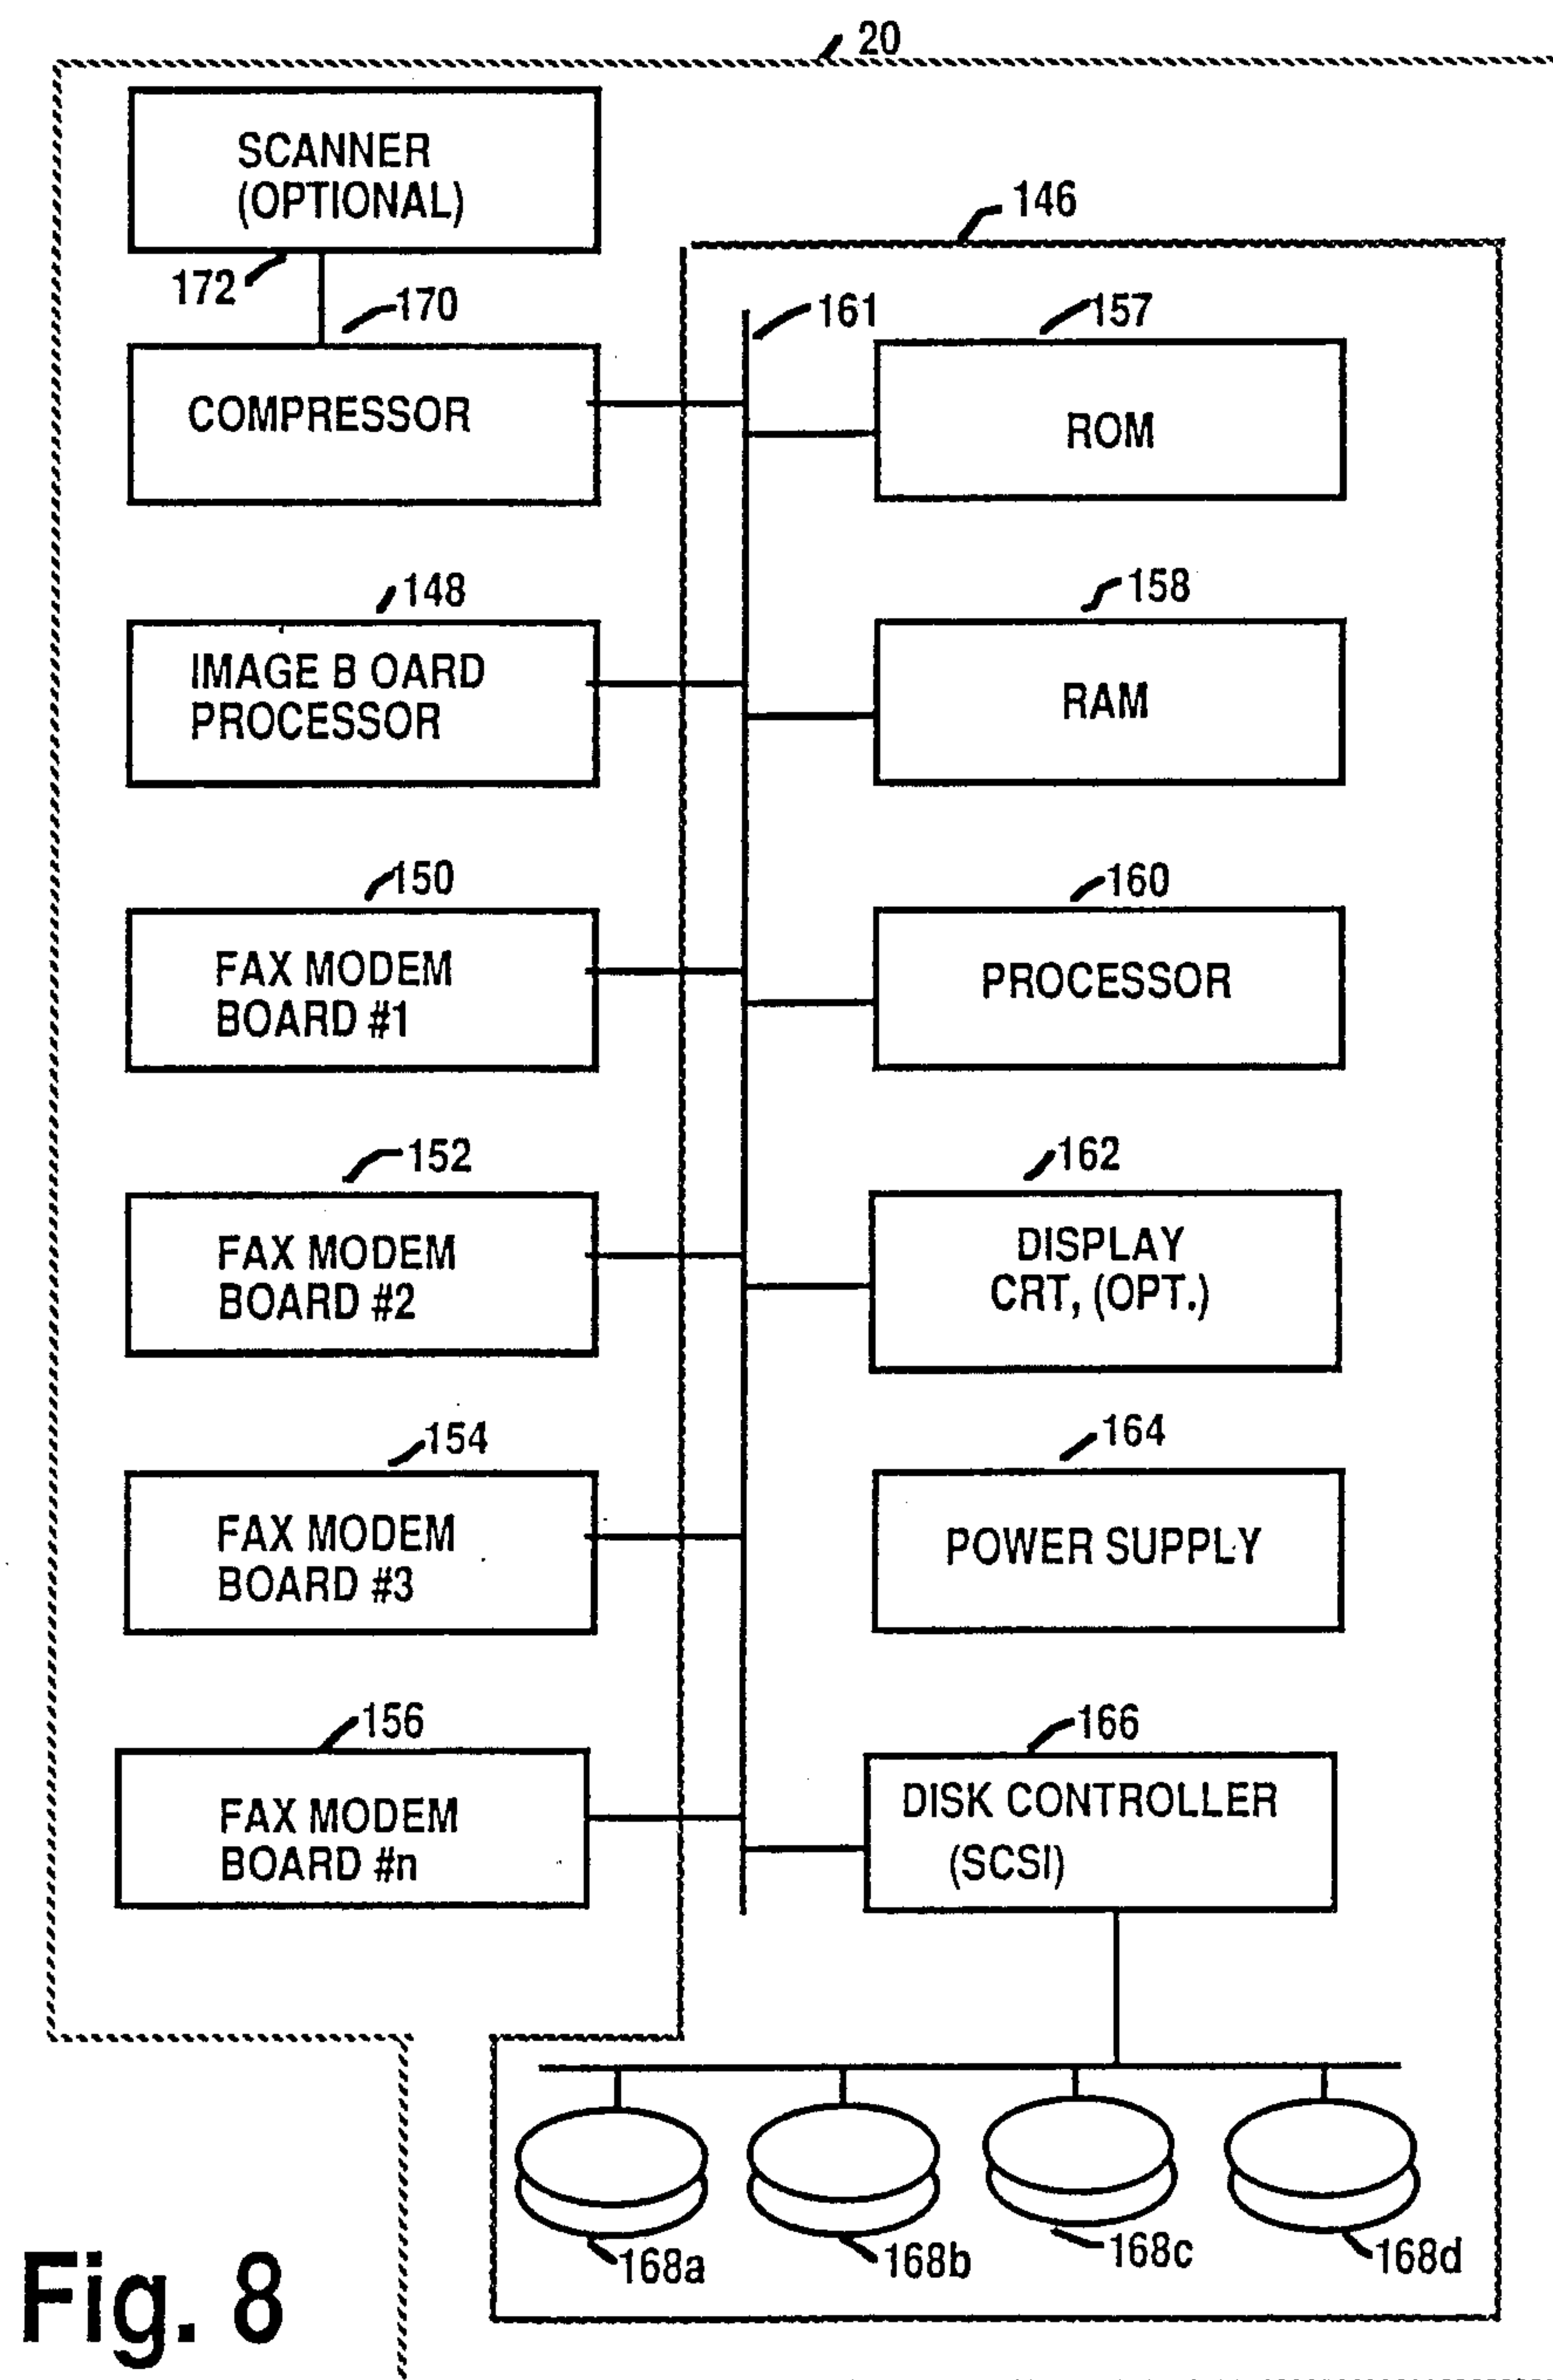 20
SCANNER
(OPTIONAL)
146
172
170
161
157
COMPRESSOR
ROM
148
158
IMAGE B OARD
PROCESSOR
RAM
150
160
FAX MODEM
BOARD #1
PROCESSOR
152
162
FAX MODEM
BOARD #2
DISPLAY
CRT, (OPT.)
154
164
FAX MODEM
BOARD #3
POWER SUPPLY
156
166
FAX MODEM
BOARD #n
DISK CONTROLLER
(SCSI)
168a
168b
168c
168d
Fig. 8